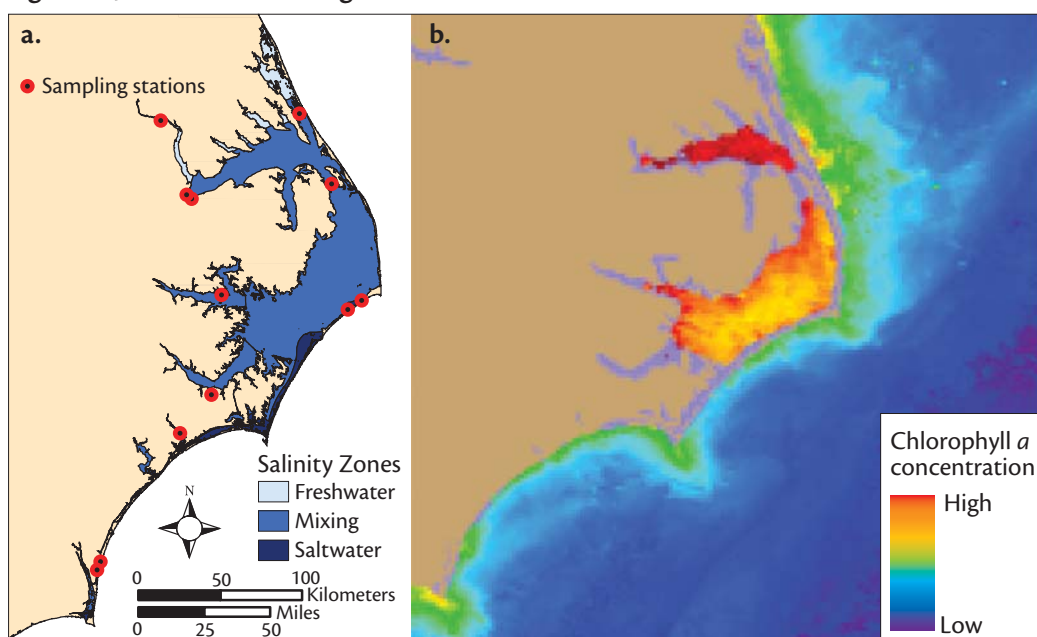 a.
Sampling stations
N
Salinity Zones
Freshwater
Mixing
Saltwater
0 50 100
Kilometers
Miles
0 25 50
b.
Chlorophyll a
concentration
High
Low